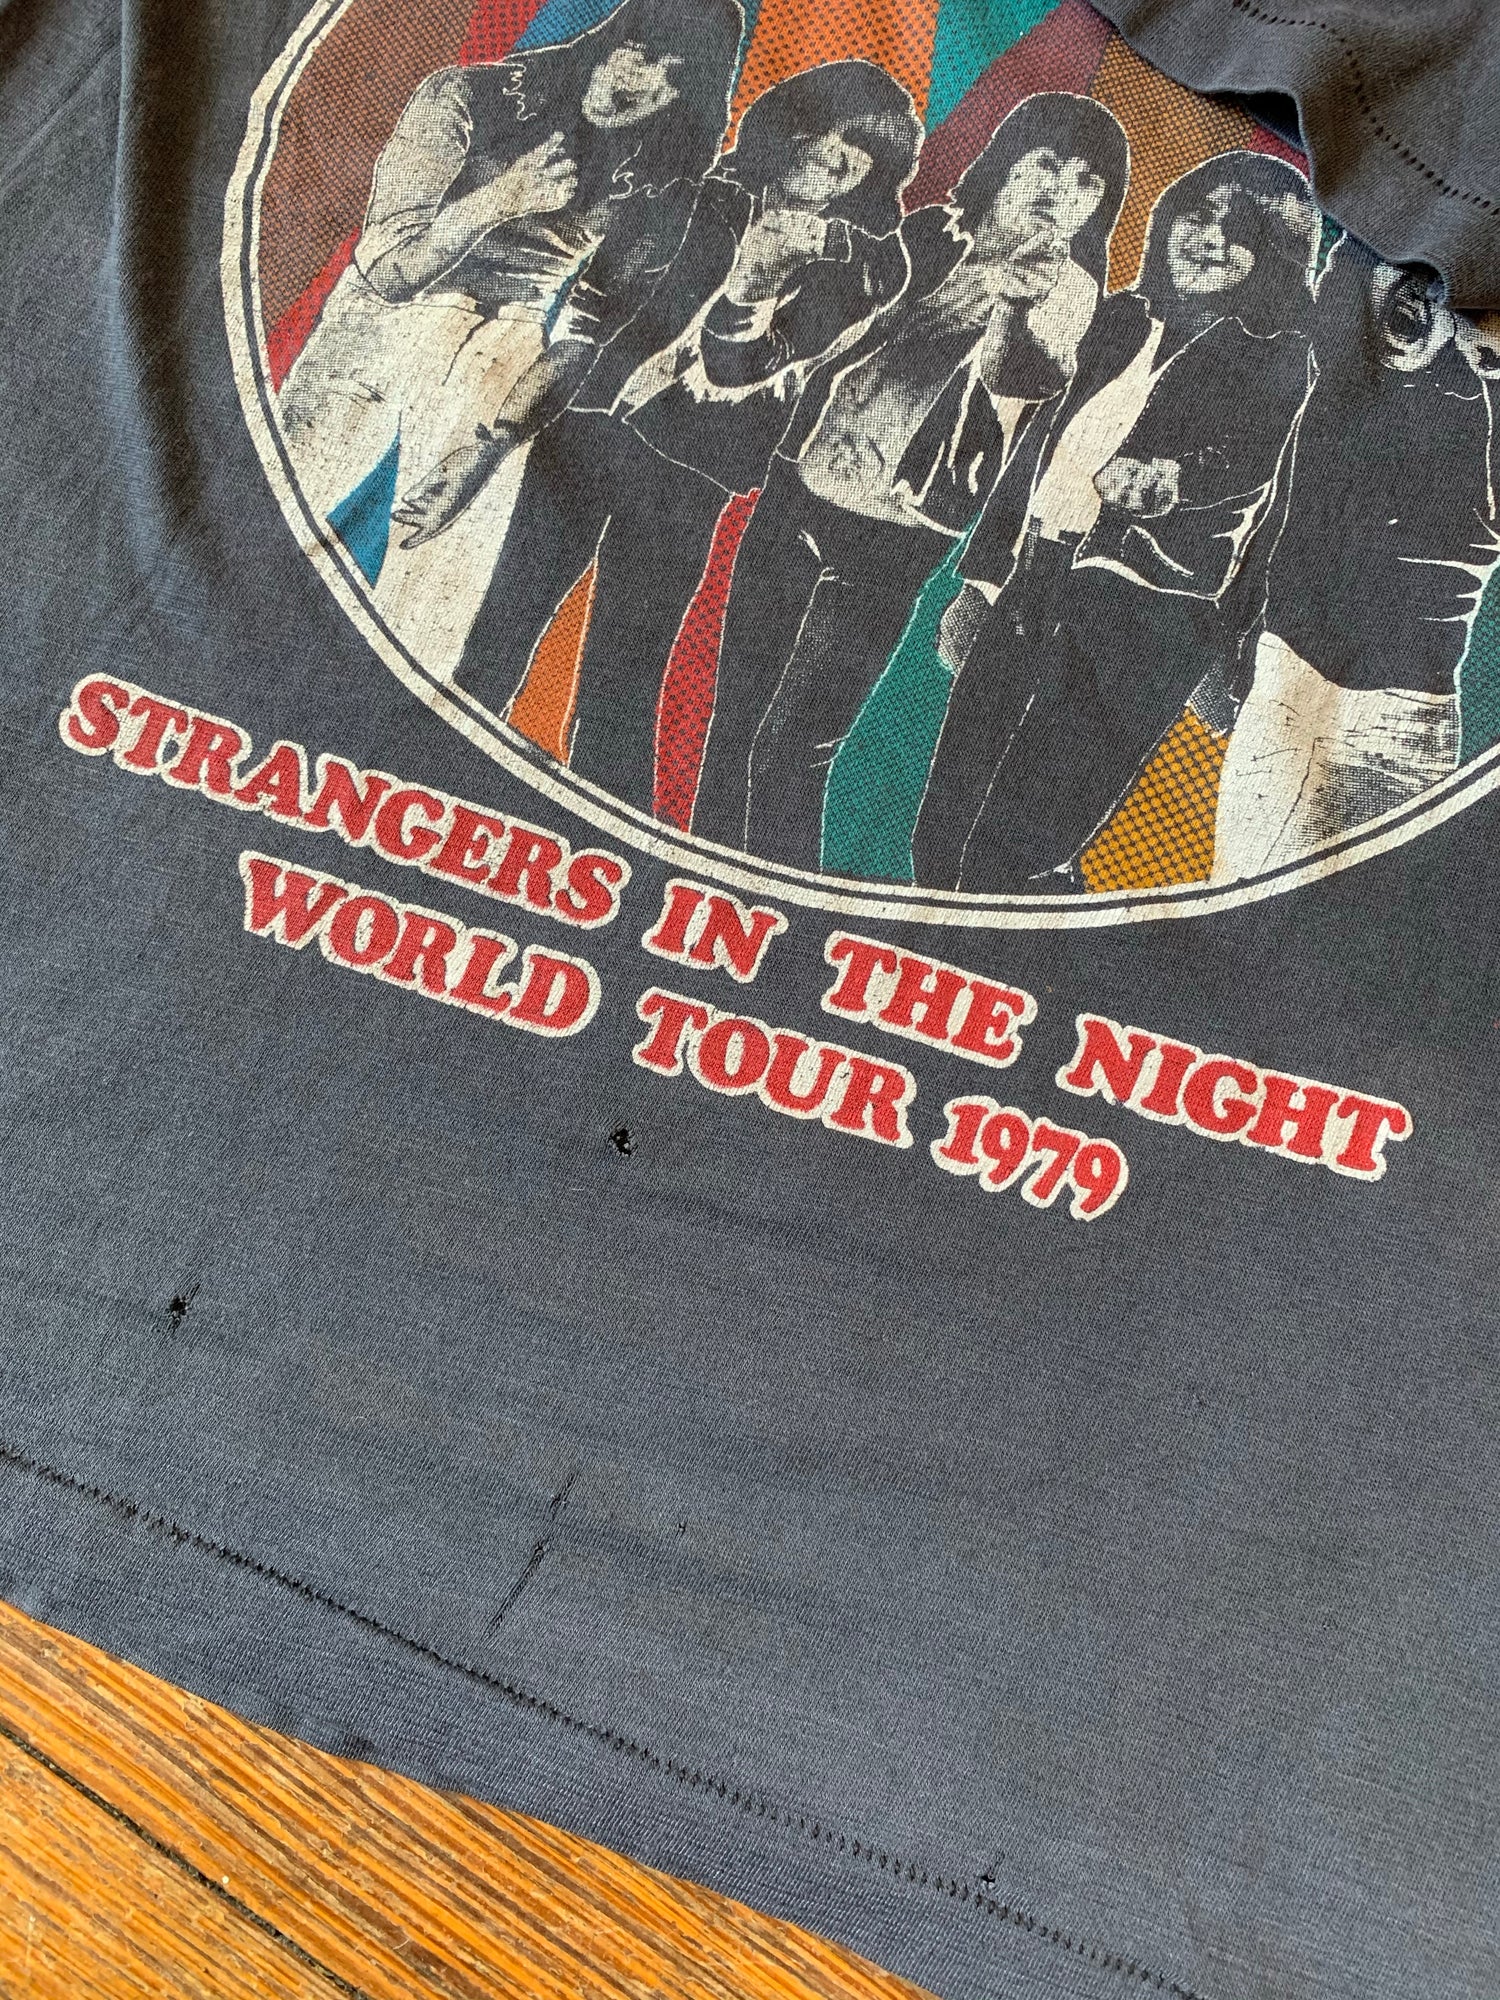 STRANGERS IN THE NIGHT
WORLD TOUR 1979